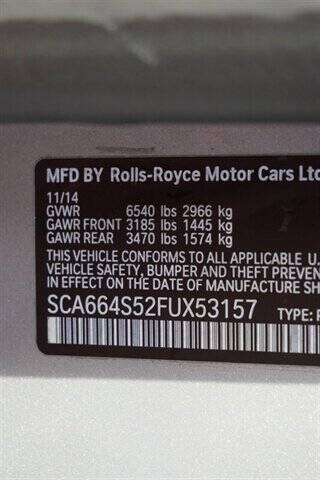 MFD BY Rolls-Royce Motor Cars Ltd
11/14
GVWR 6540 lbs 2966 kg
GAWR FRONT 3185 lbs 1445 kg
GAWR REAR 3470 lbs 1574 kg
THIS VEHICLE CONFORMS TO ALL APPLICABLE U.
VEHICLE SAFETY, BUMPER AND THEFT PREVEN
IN EFFECT ON THE DATE OF MANUFACTURE SH
SCA664S52FUX53157
TYPE: